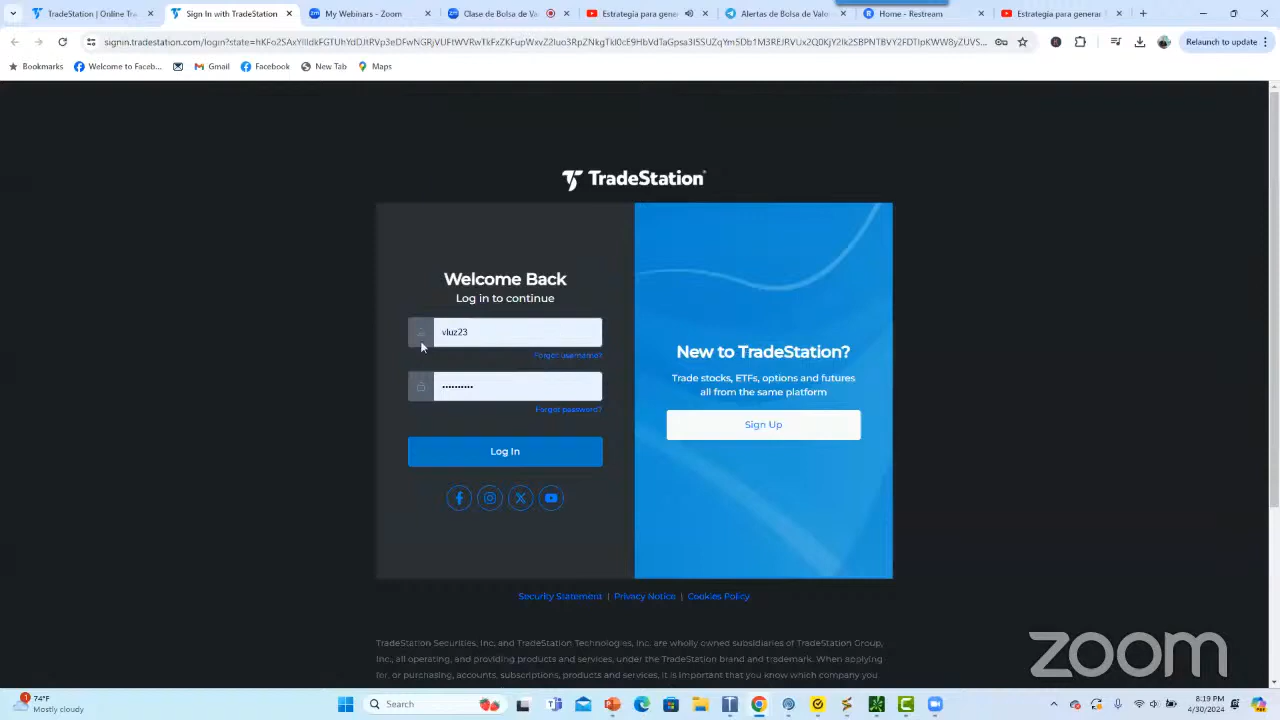 TradeStation | Online Trading
Sign In with TradeStation
My Webinars - Zoom
Clase de Bolsa de Va
Estrategia para gene
Alertas de Bolsa de Valo
Home - Restream
Estrategia para generar
Relaunch to update
Bookmarks
Welcome to Faceb...
Gmail
Facebook
New Tab
Maps
TradeStation
Welcome Back
Log in to continue
vluz23
Forgot username?
Forgot password?
Log In
New to TradeStation?
Trade stocks, ETFs, options and futures
all from the same platform
Sign Up
Security Statement | Privacy Notice | Cookies Policy
TradeStation Securities, Inc. and TradeStation Technologies, Inc. are wholly owned subsidiaries of TradeStation Group,
Inc., all operating, and providing products and services, under the TradeStation brand and trademark. When applying
for, or purchasing, accounts, subscriptions, products and services, it is important that you know which company you
zoom
1
74°F
Mostly cloudy
Search
8:19 PM
4/30/2024